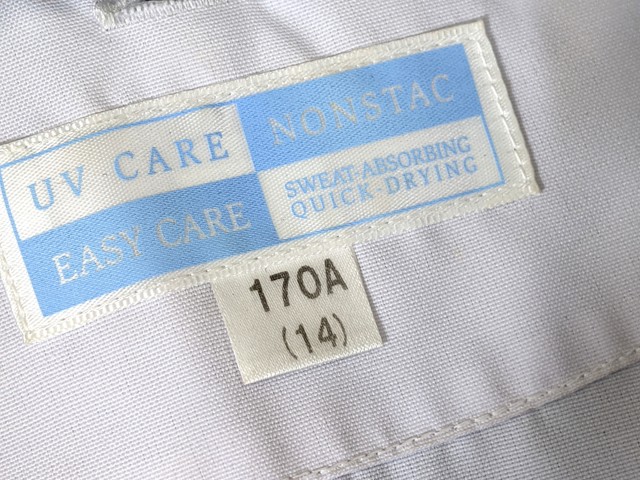 UV CARE
NONSTAC
EASY CARE
SWEAT-ABSORBING
QUICK-DRYING
170A
(14)